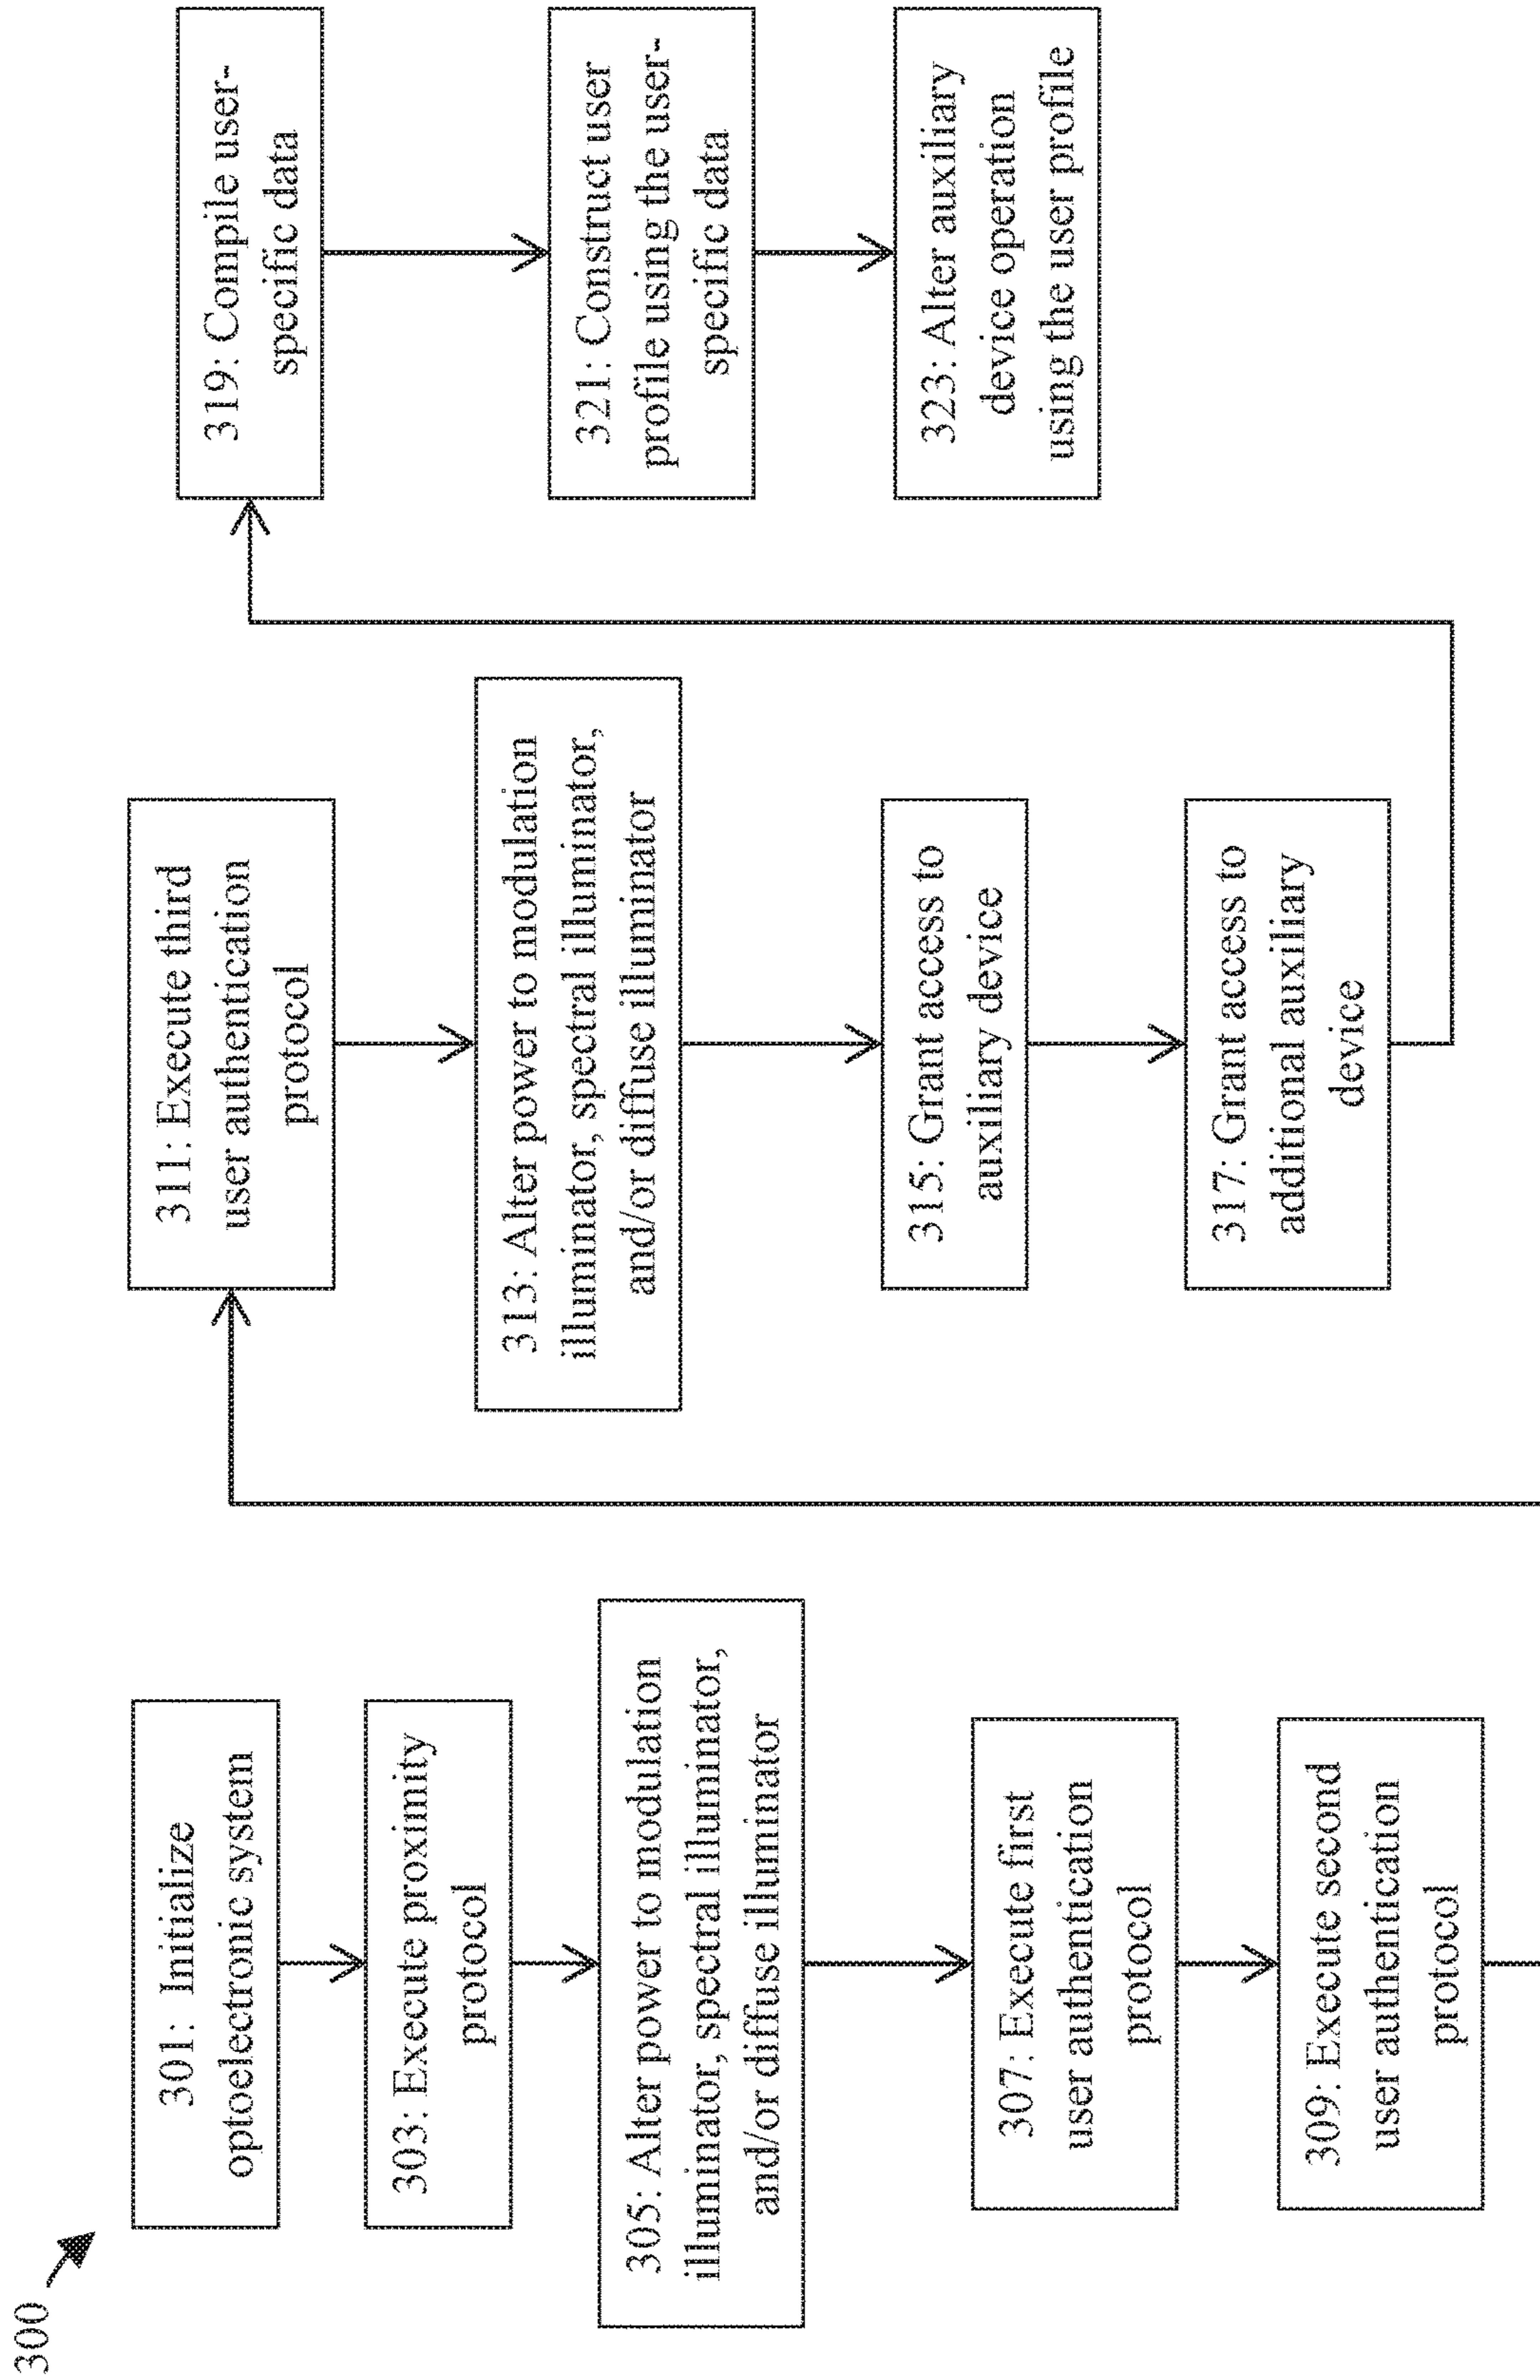 300
301: Initialize
optoelectronic system
303: Execute proximity
protocol
305: Alter power to modulation
illuminator, spectral illuminator,
and/or diffuse illuminator
307: Execute first
user authentication
protocol
309: Execute second
user authentication
protocol
311: Execute third
user authentication
protocol
313: Alter power to modulation
illuminator, spectral illuminator,
and/or diffuse illuminator
315: Grant access to
auxiliary device
317: Grant access to
additional auxiliary
device
319: Compile user-
specific data
321: Construct user
profile using the user-
specific data
323: Alter auxiliary
device operation
using the user profile